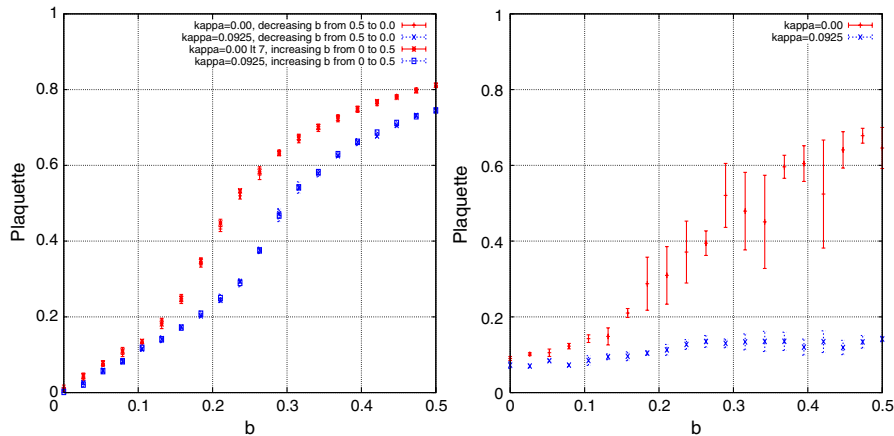 kappa=0.00, decreasing b from 0.5 to 0.0
kappa=0.0925, decreasing b from 0.5 to 0.0
kappa=0.00 lt 7, increasing b from 0 to 0.5
kappa=0.0925, increasing b from 0 to 0.5
1
0.8
0.6
0.4
0.2
0
Plaquette
0.1
0.2
0.3
0.4
0.5
b
kappa=0.00
kappa=0.0925
1
0.8
0.6
0.4
0.2
0
Plaquette
0
0.1
0.2
0.3
0.4
0.5
b